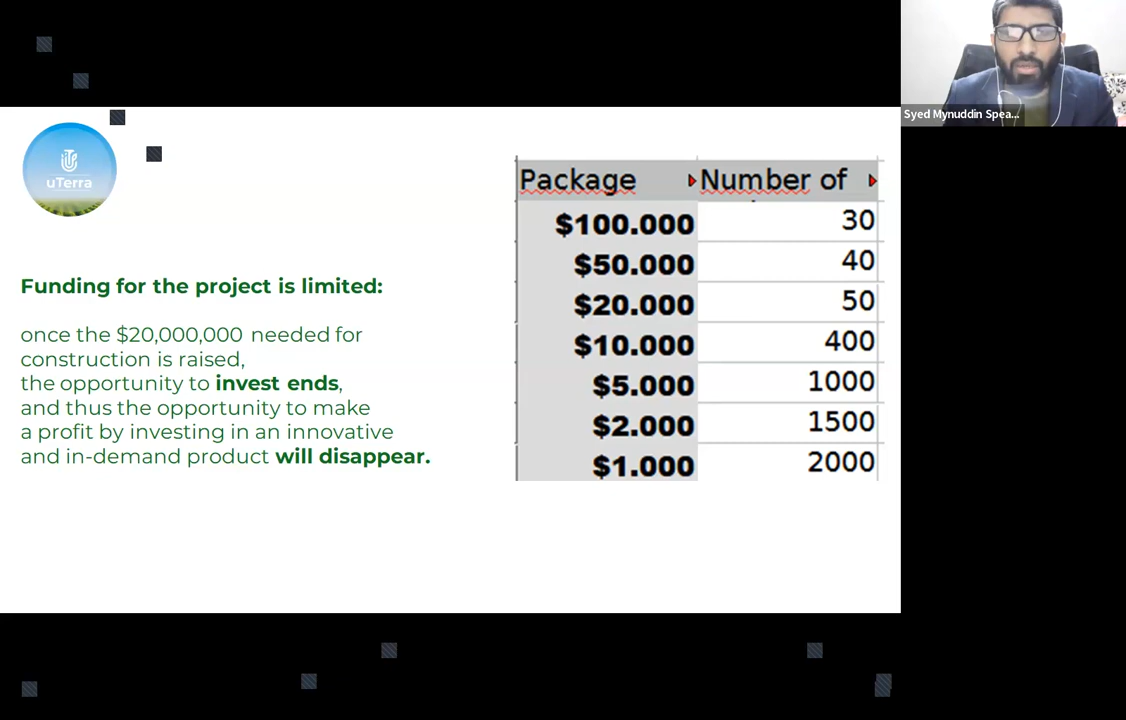 Syed Mynuddin Spea...
uTerra
Package
Number of
$100.000 30
$50.000 40
$20.000 50
$10.000 400
$5.000 1000
$2.000 1500
$1.000 2000
Funding for the project is limited:
once the $20,000,000 needed for
construction is raised,
the opportunity to invest ends,
and thus the opportunity to make
a profit by investing in an innovative
and in-demand product will disappear.